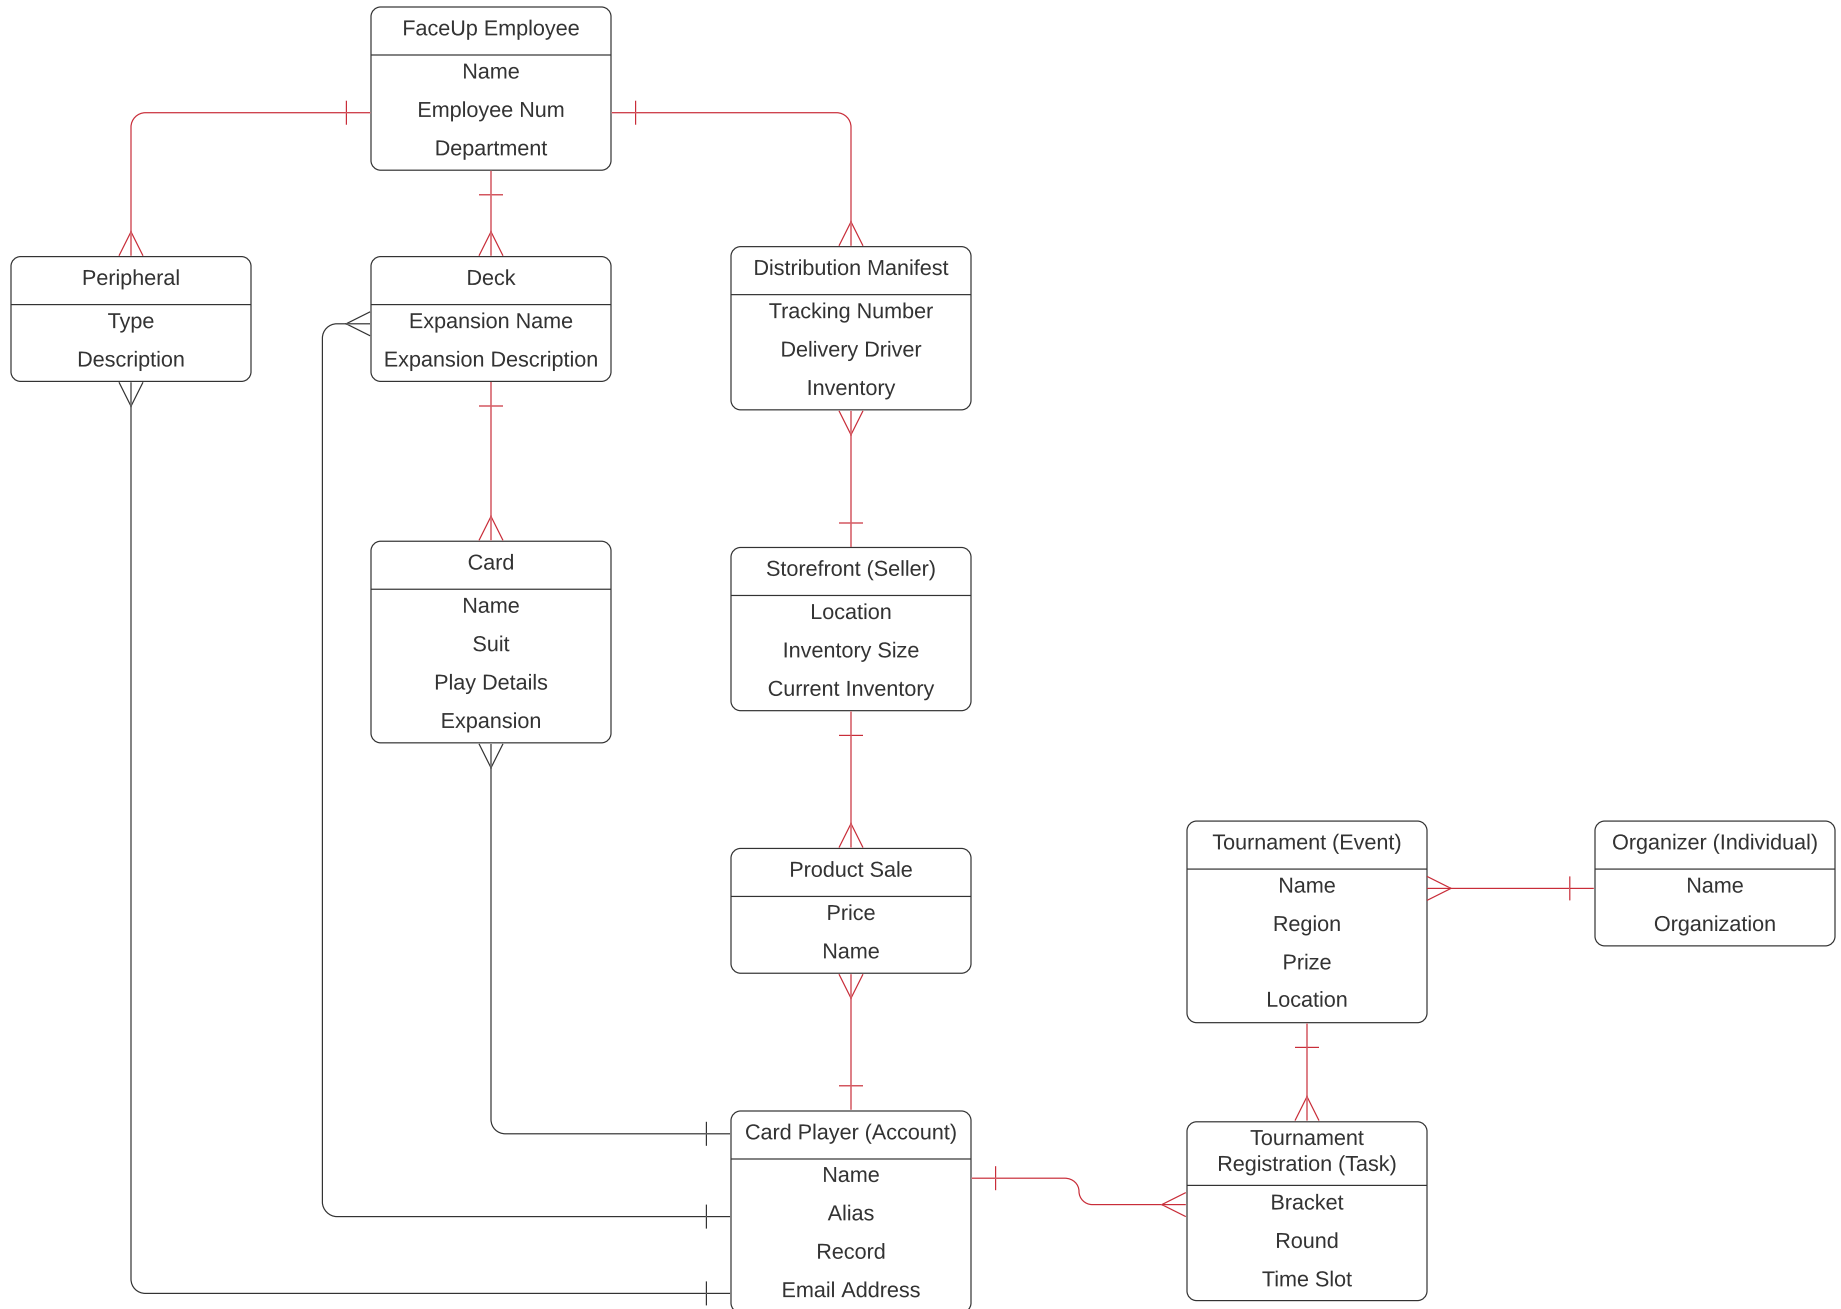 FaceUp Employee
Name
Employee Num
Department
Peripheral
Type
Description
Deck
Expansion Name
Expansion Description
Distribution Manifest
Tracking Number
Delivery Driver
Inventory
Card
Name
Suit
Play Details
Expansion
Storefront (Seller)
Location
Inventory Size
Current Inventory
Product Sale
Price
Name
Tournament (Event)
Name
Region
Prize
Location
Organizer (Individual)
Name
Organization
Card Player (Account)
Name
Alias
Record
Email Address
Tournament
Registration (Task)
Bracket
Round
Time Slot